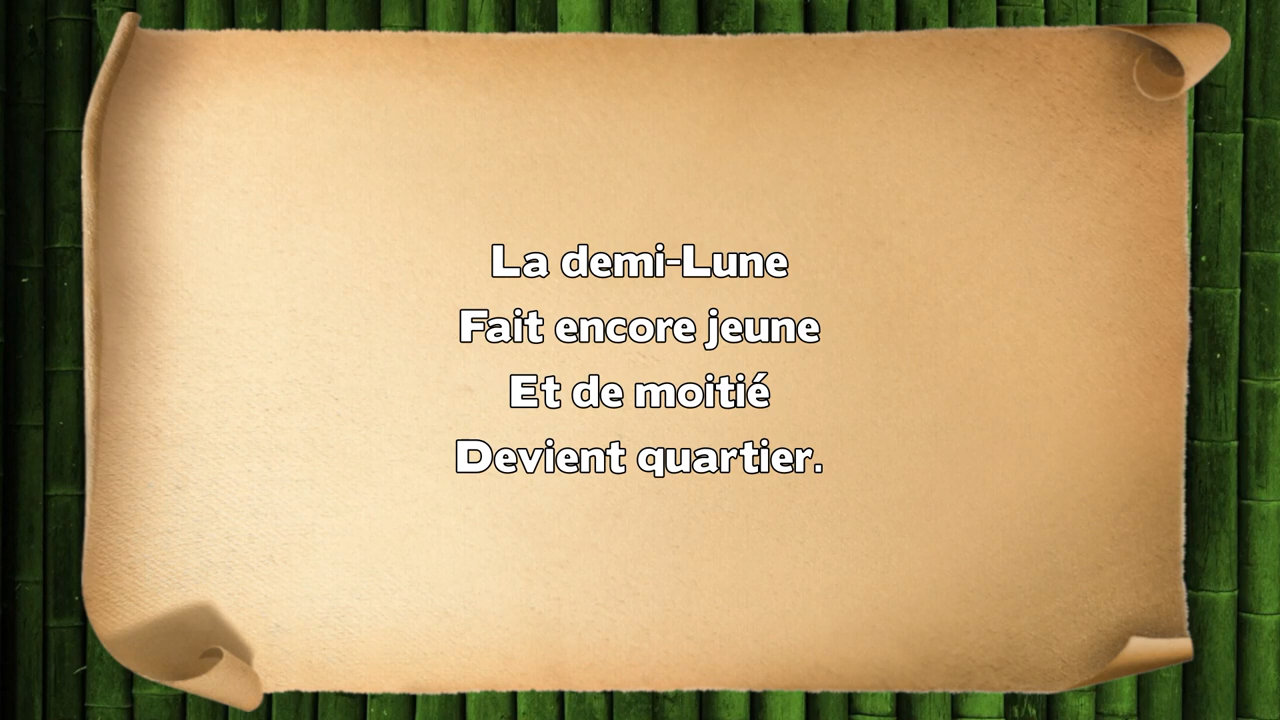 La demi-Lune
Fait encore jeune
Et de moitié
Devient quartier.